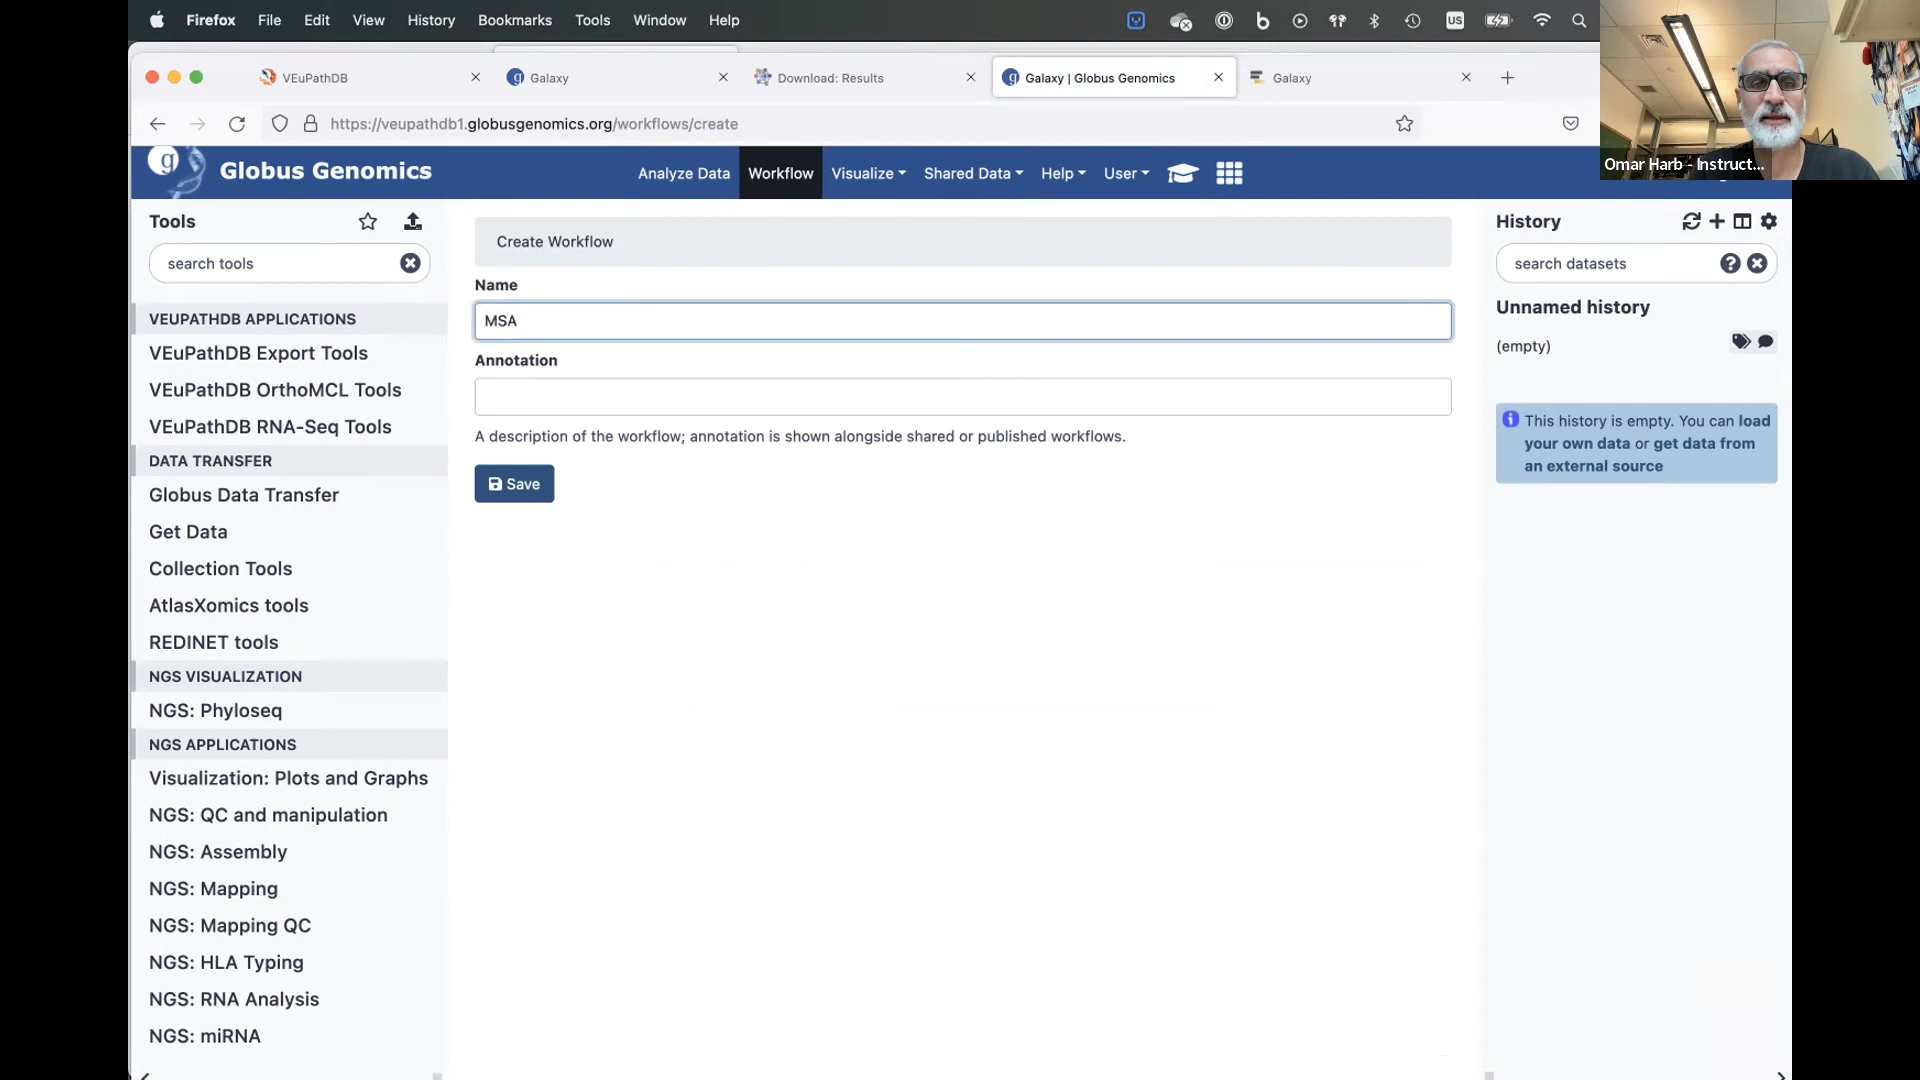 Firefox File Edit View History Bookmarks Tools Window Help
US
VEuPathDB
Galaxy
Download: Results
Galaxy | Globus Genomics
Galaxy
https://veupathdb1.globusgenomics.org/workflows/create
Omar Harb - Instruct...
g Globus Genomics
Analyze Data Workflow Visualize Shared Data Help User
Tools
search tools
VEUPATHDB APPLICATIONS
VEuPathDB Export Tools
VEuPathDB OrthoMCL Tools
VEuPathDB RNA-Seq Tools
DATA TRANSFER
Globus Data Transfer
Get Data
Collection Tools
AtlasXomics tools
REDINET tools
NGS VISUALIZATION
NGS: Phyloseq
NGS APPLICATIONS
Visualization: Plots and Graphs
NGS: QC and manipulation
NGS: Assembly
NGS: Mapping
NGS: Mapping QC
NGS: HLA Typing
NGS: RNA Analysis
NGS: miRNA
Create Workflow
Name
MSA
Annotation
A description of the workflow; annotation is shown alongside shared or published workflows.
Save
History
search datasets
Unnamed history
(empty)
This history is empty. You can load
your own data or get data from
an external source